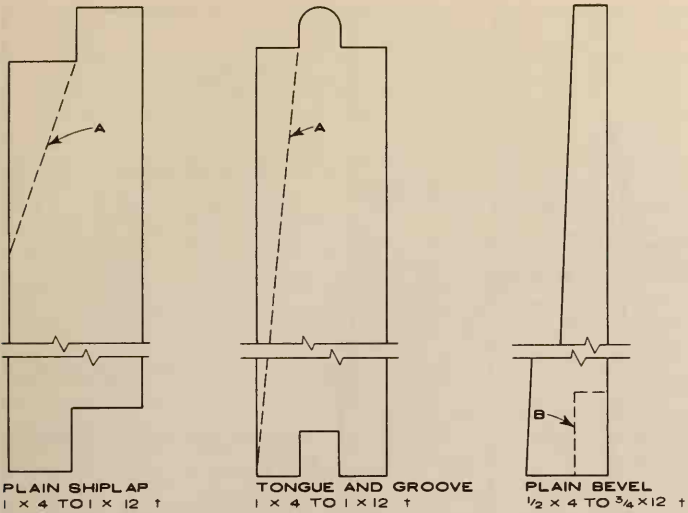 A
A
B
PLAIN SHIPLAP
1 X 4 TO 1 X 12 †
TONGUE AND GROOVE
1 X 4 TO 1 X 12 †
PLAIN BEVEL
1/2 X 4 TO 3/4 X 12 †